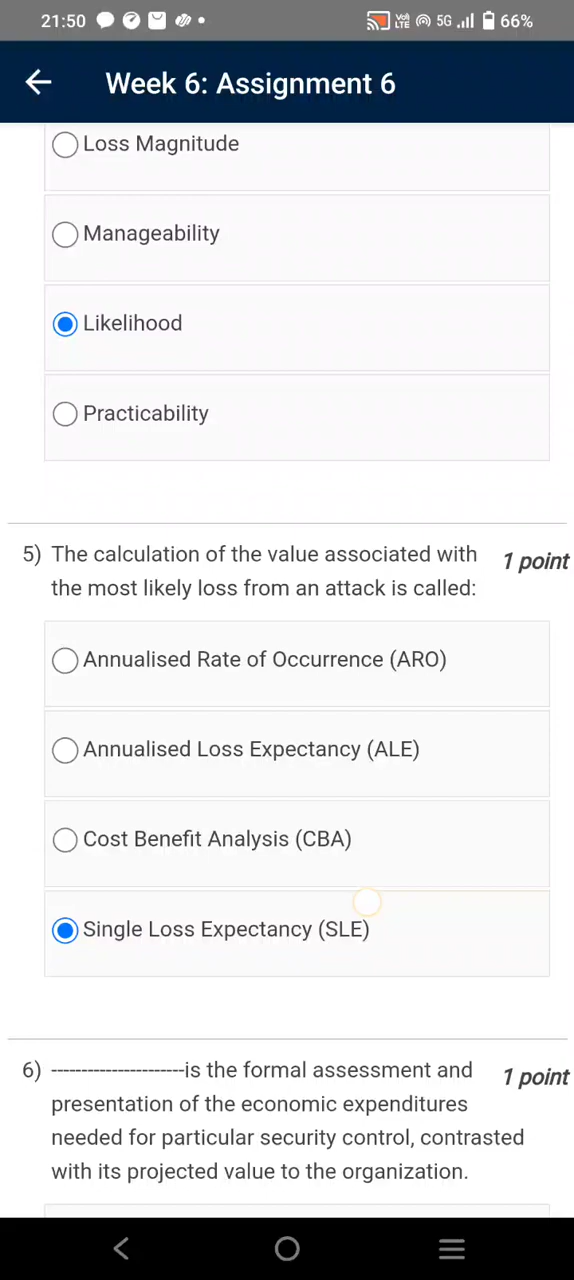 21:50
Vo) LTE 5G 66%
Week 6: Assignment 6
Loss Magnitude
Manageability
Likelihood
Practicability
5) The calculation of the value associated with 1 point
the most likely loss from an attack is called:
Annualised Rate of Occurrence (ARO)
Annualised Loss Expectancy (ALE)
Cost Benefit Analysis (CBA)
Single Loss Expectancy (SLE)
6) ----------------------is the formal assessment and 1 point
presentation of the economic expenditures
needed for particular security control, contrasted
with its projected value to the organization.